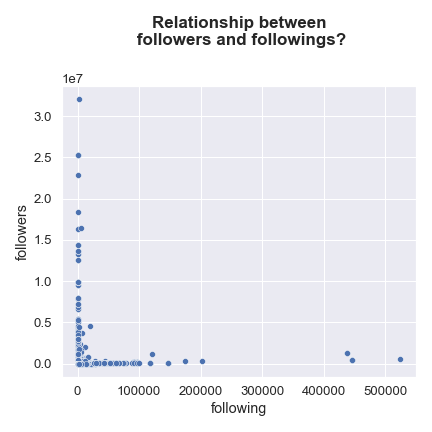 Relationship between
followers and followings?
1e7
3.0
2.5
2.0
1.5
1.0
0.5
0.0
followers
0 100000 200000 300000 400000 500000
following